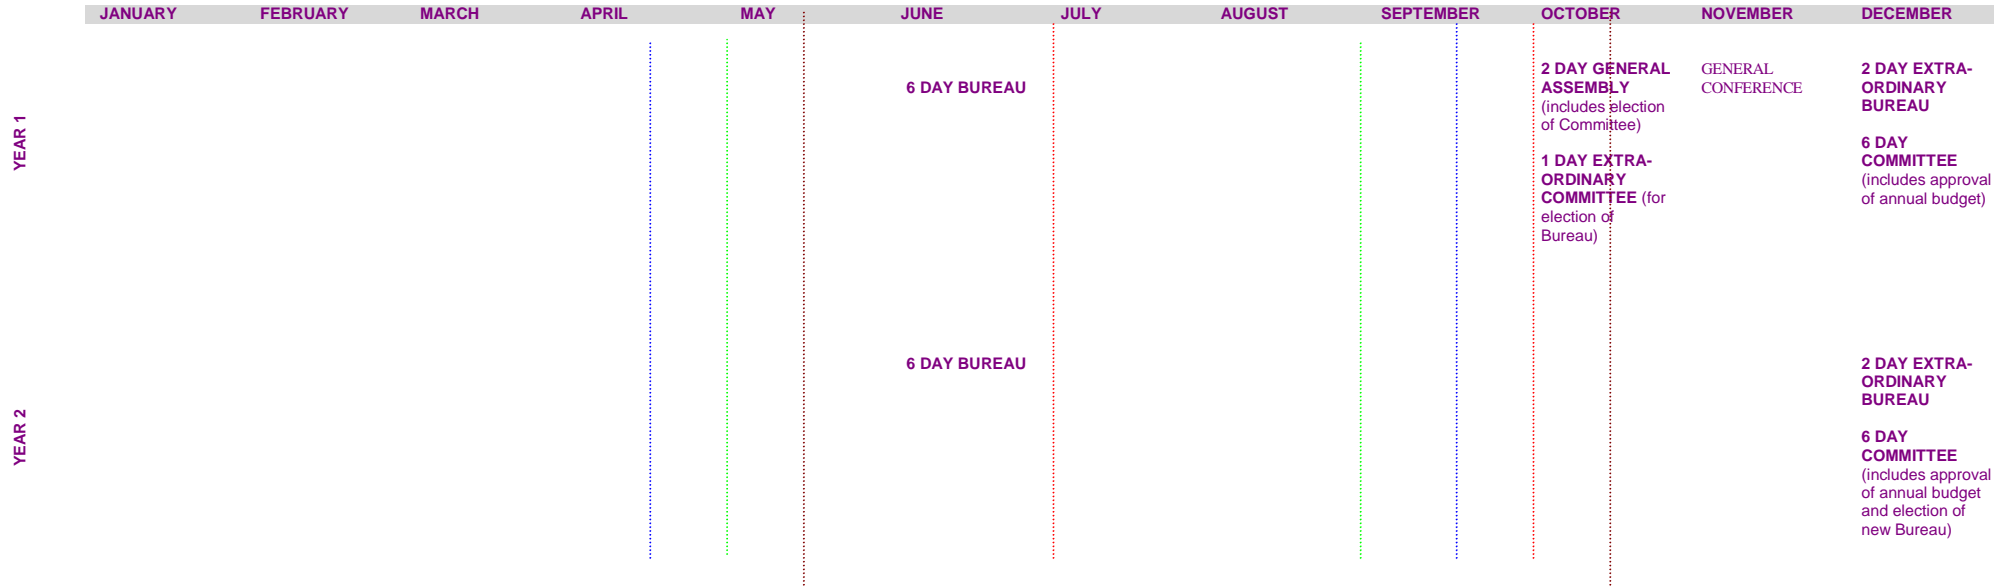 JANUARY FEBRUARY MARCH APRIL MAY JUNE JULY AUGUST SEPTEMBER OCTOBER NOVEMBER DECEMBER
YEAR 1
6 DAY BUREAU
2 DAY GENERAL
ASSEMBLY
(includes election
of Committee)
1 DAY EXTRA-
ORDINARY
COMMITTEE (for
election of
Bureau)
GENERAL
CONFERENCE
2 DAY EXTRA-
ORDINARY
BUREAU
6 DAY
COMMITTEE
(includes approval
of annual budget)
YEAR 2
6 DAY BUREAU
2 DAY EXTRA-
ORDINARY
BUREAU
6 DAY
COMMITTEE
(includes approval
of annual budget
and election of
new Bureau)